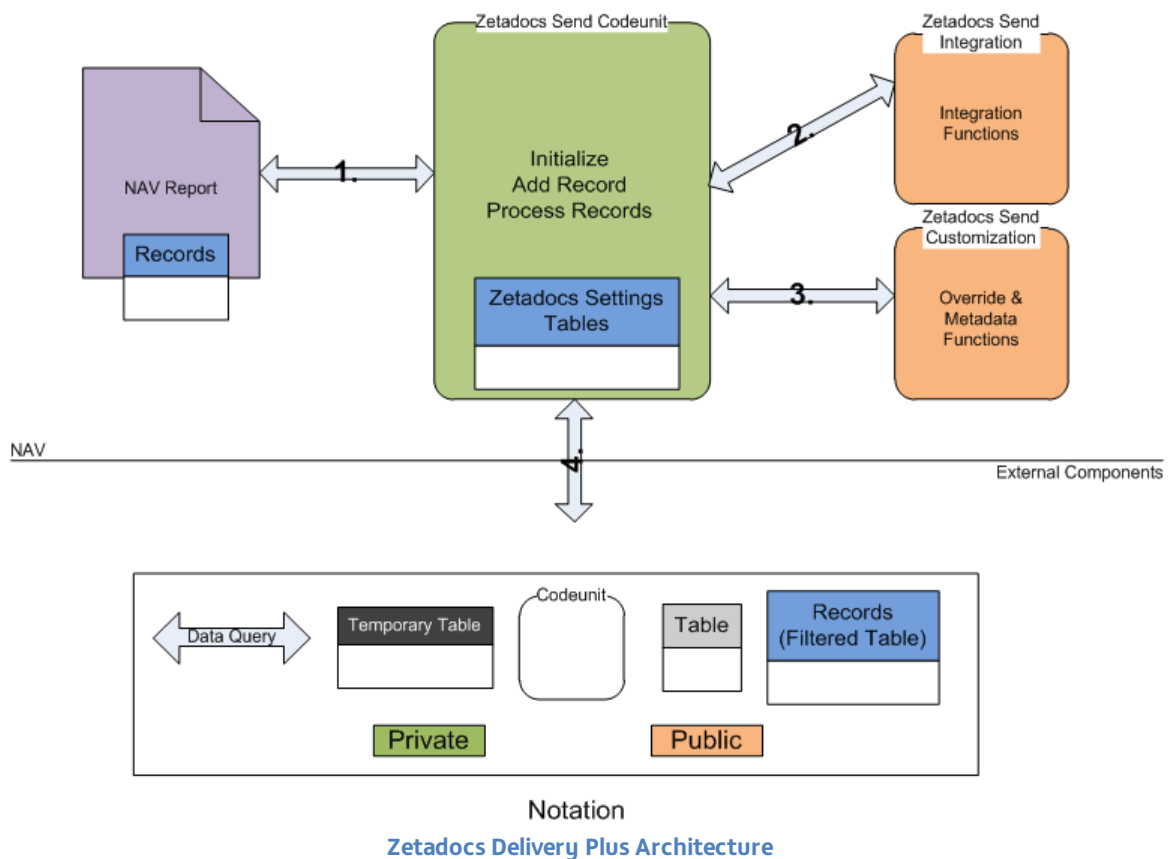 Zetadocs Send Codeunit
Zetadocs Send
Integration
NAV Report
Records
1.
Initialize
Add Record
Process Records
Zetadocs Settings
Tables
2.
Integration
Functions
Zetadocs Send
Customization
3.
Override &
Metadata
Functions
4.
NAV
External Components
Data Query
Temporary Table
Codeunit
Table
Records
(Filtered Table)
Private
Public
Notation
Zetadocs Delivery Plus Architecture